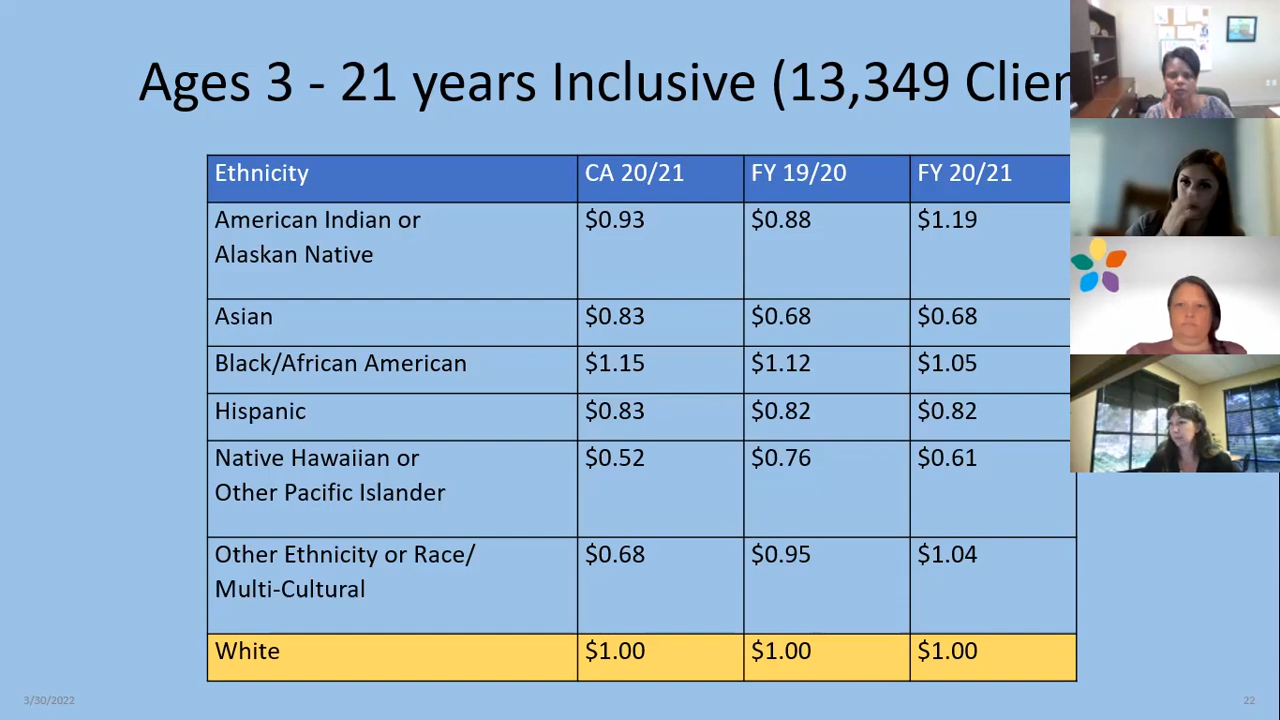 Ages 3 - 21 years Inclusive (13,349
Ethnicity CA 20/21 FY 19/20 FY 20/21
American Indian or $0.93 $0.88 $1.19
Alaskan Native
Asian $0.83 $0.68 $0.68
Black/African American $1.15 $1.12 $1.05
Hispanic $0.83 $0.82 $0.82
Native Hawaiian or $0.52 $0.76 $0.61
Other Pacific Islander
Other Ethnicity or Race/ $0.68 $0.95 $1.04
Multi-Cultural
White $1.00 $1.00 $1.00
3/30/2022 22